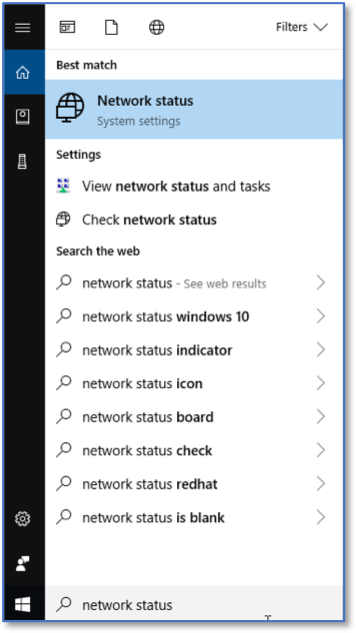 Filters
Best match
Network status
System settings
Settings
View network status and tasks
Check network status
Search the web
network status - See web results
network status windows 10
network status indicator
network status icon
network status board
network status check
network status redhat
network status is blank
network status